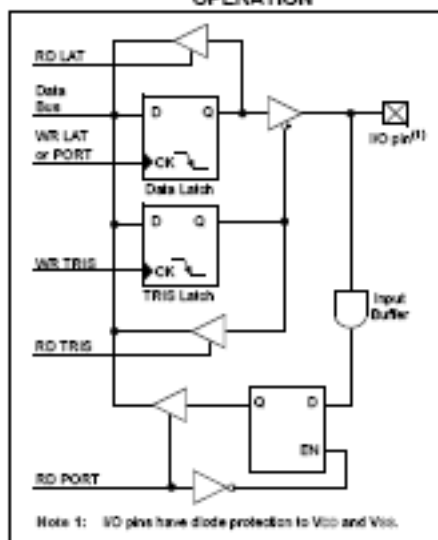 OPERATION
RD LAT
Data
Bus
D Q
WR LAT
or PORT
CK
Data Latch
I/O pin(1)
D Q
WR TRIS
CK
TRIS Latch
Input
Buffer
RD TRIS
Q D
EN
RD PORT
Note 1: I/O pins have diode protection to VDD and VSS.